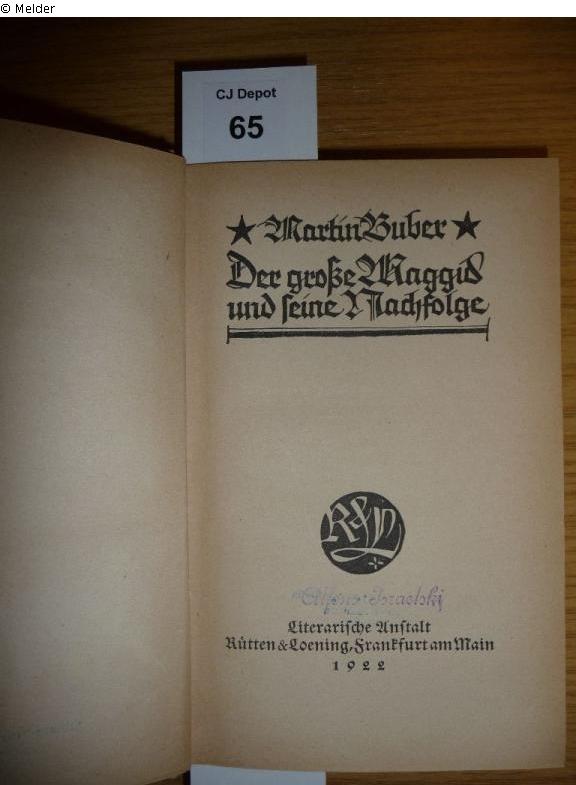 © Melder
CJ Depot
65
★ Martin Buber ★
Der große Maggid
und seine Nachfolge
R&L
Israelski
Literarische Anstalt
Rütten & Loening, Frankfurt am Main
1922